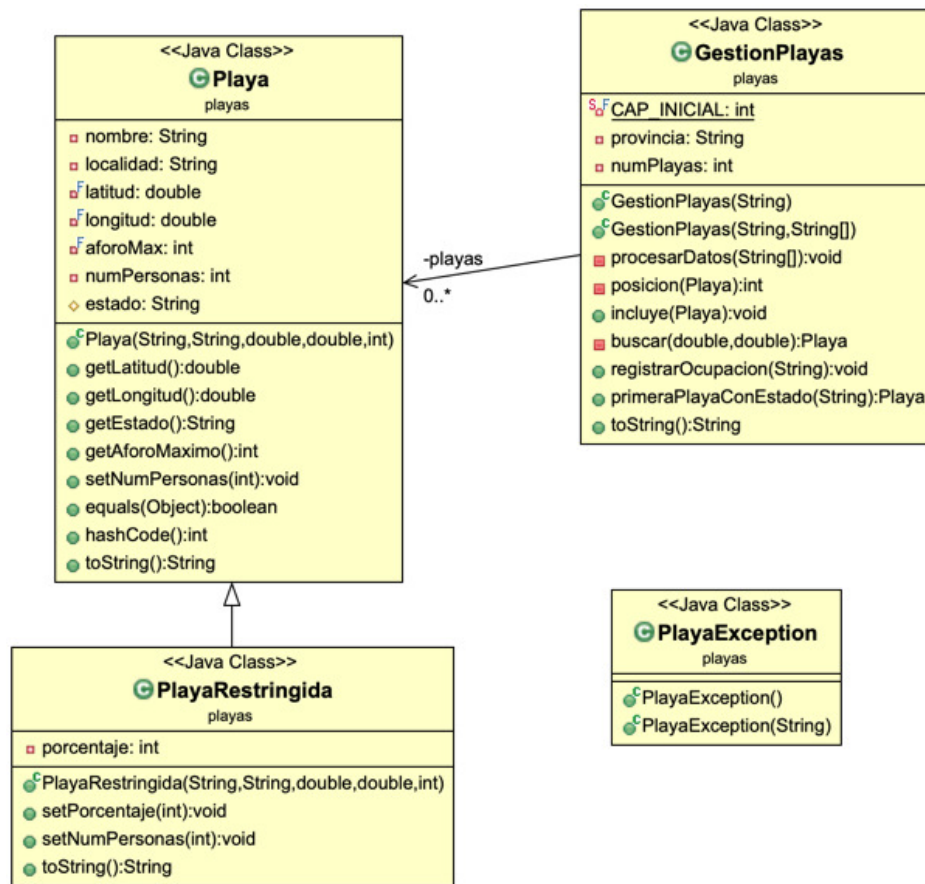 <<Java Class>>
Playa
playas
nombre: String
localidad: String
latitud: double
longitud: double
aforoMax: int
numPersonas: int
estado: String
Playa(String,String,double,double,int)
getLatitud():double
getLongitud():double
getEstado():String
getAforoMaximo():int
setNumPersonas(int):void
equals(Object):boolean
hashCode():int
toString():String
-playas
0..*
<<Java Class>>
GestionPlayas
playas
CAP_INICIAL: int
provincia: String
numPlayas: int
GestionPlayas(String)
GestionPlayas(String,String[])
procesarDatos(String[]):void
posicion(Playa):int
incluye(Playa):void
buscar(double,double):Playa
registrarOcupacion(String):void
primeraPlayaConEstado(String):Playa
toString():String
<<Java Class>>
PlayaRestringida
playas
porcentaje: int
PlayaRestringida(String,String,double,double,int)
setPorcentaje(int):void
setNumPersonas(int):void
toString():String
<<Java Class>>
PlayaException
playas
PlayaException()
PlayaException(String)